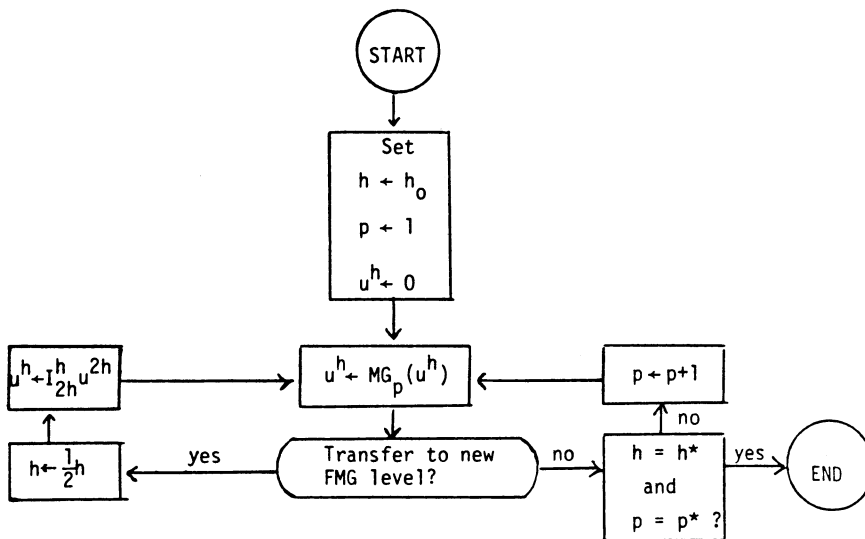 START
Set
h ← h₀
p ← 1
uʰ ← 0
uʰ ← I₂ₕʰ u²ʰ
uʰ ← MGₚ(uʰ)
p ← p+1
no
h ← 1/2 h
yes
Transfer to new
FMG level?
no
h = h*
and
p = p* ?
yes
END